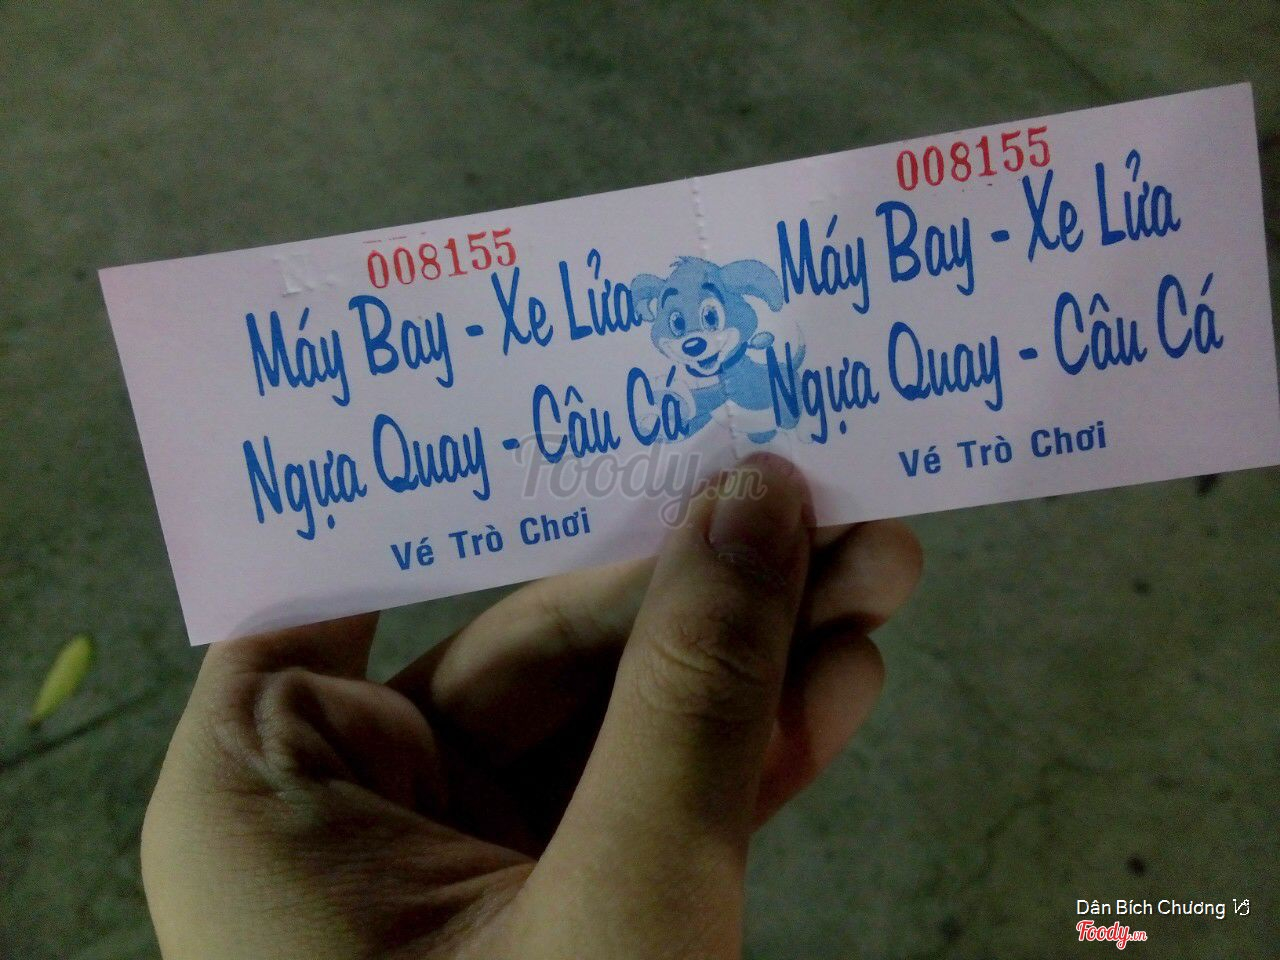 008155
Máy Bay - Xe Lửa
Ngựa Quay - Câu Cá
Vé Trò Chơi
008155
Máy Bay - Xe Lửa
Ngựa Quay - Câu Cá
Vé Trò Chơi
Foody.vn
Dân Bích Chương
Foody.vn